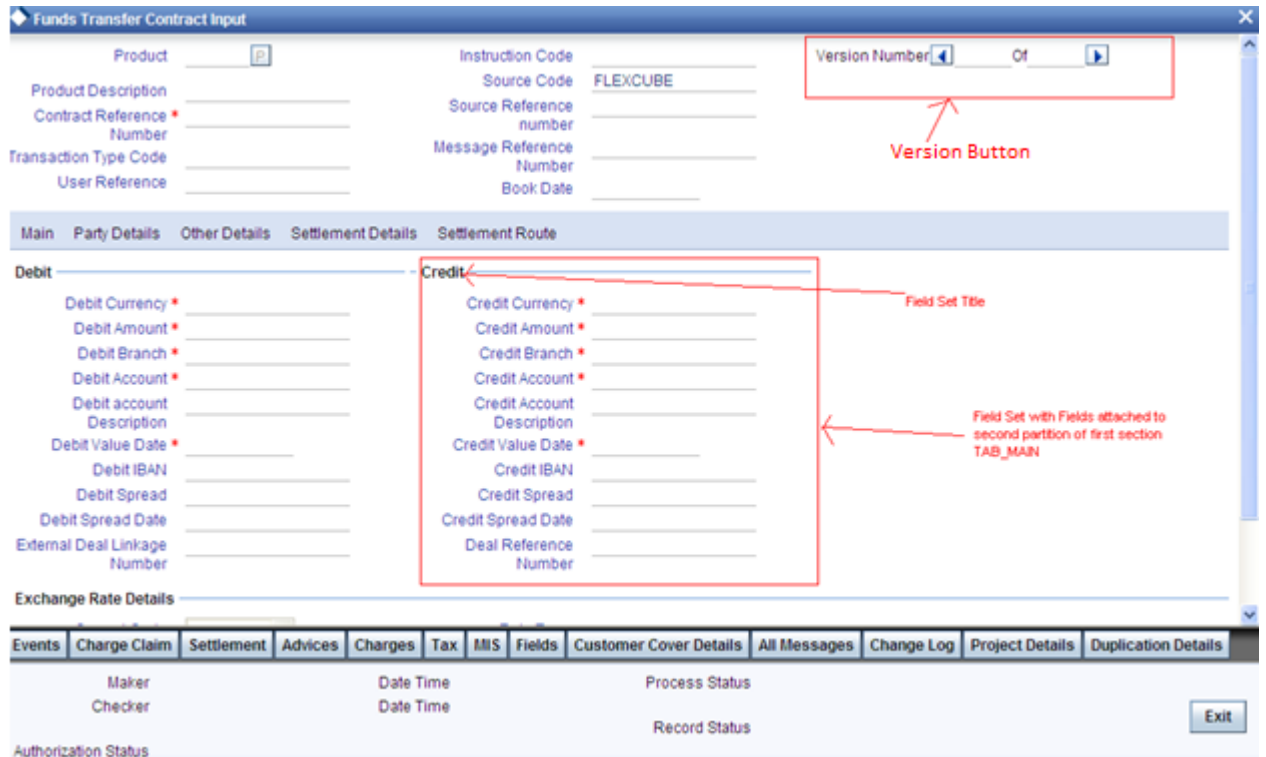 Funds Transfer Contract Input
Product
P
Product Description
Contract Reference *
Number
Transaction Type Code
User Reference
Instruction Code
Source Code FLEXCUBE
Source Reference
number
Message Reference
Number
Book Date
Version Number Of
Version Button
Main Party Details Other Details Settlement Details Settlement Route
Debit
Debit Currency *
Debit Amount *
Debit Branch *
Debit Account *
Debit account
Description
Debit Value Date *
Debit IBAN
Debit Spread
Debit Spread Date
External Deal Linkage
Number
Credit
Credit Currency *
Credit Amount *
Credit Branch *
Credit Account *
Credit Account
Description
Credit Value Date *
Credit IBAN
Credit Spread
Credit Spread Date
Deal Reference
Number
Field Set Title
Field Set with Fields attached to
second partition of first section
TAB_MAIN
Exchange Rate Details
Events Charge Claim Settlement Advices Charges Tax MIS Fields Customer Cover Details All Messages Change Log Project Details Duplication Details
Maker Date Time Process Status
Checker Date Time
Record Status
Exit
Authorization Status